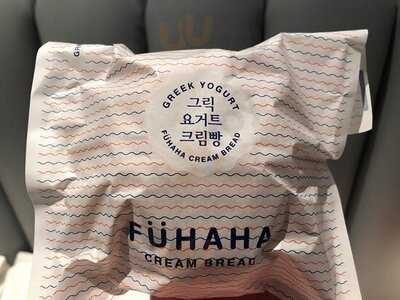 GREEK YOGURT
그릭
요거트
크림빵
FÜHAHA CREAM BREAD
FÜHAHA
CREAM BREAD